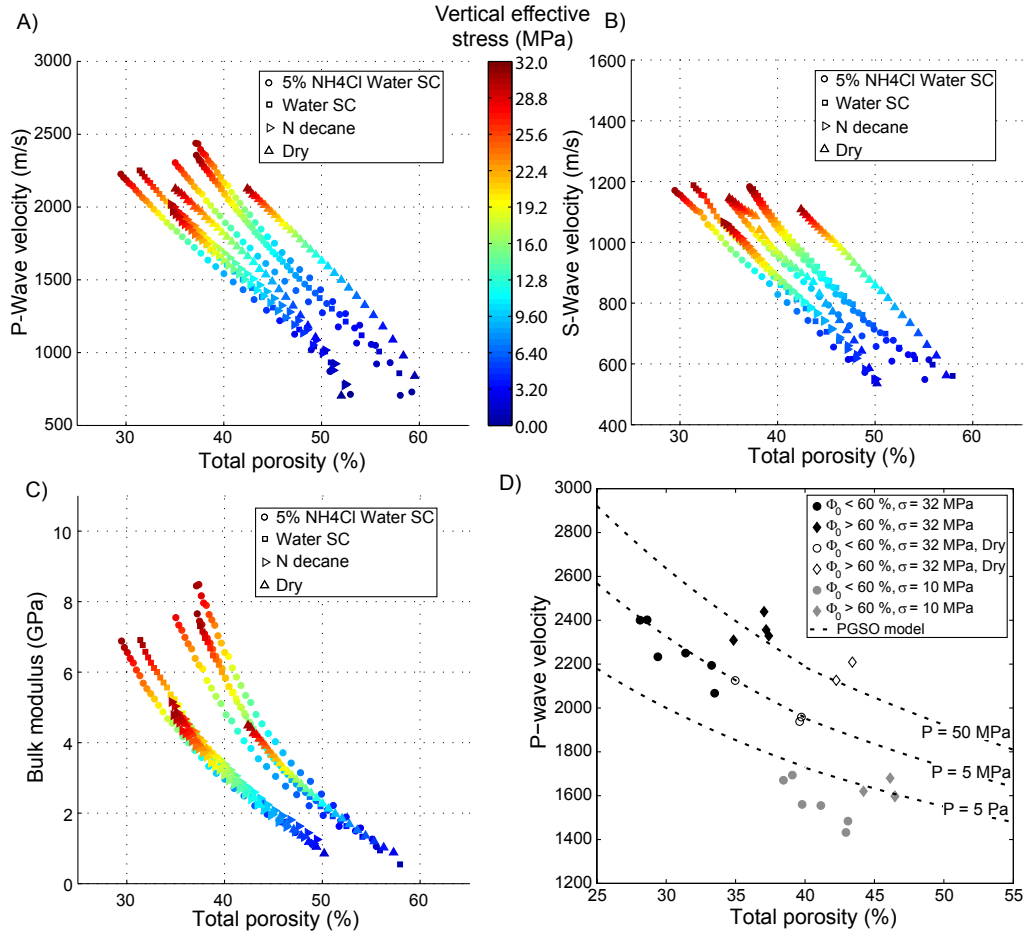 A)
Vertical effective
stress (MPa)
B)
3000
2500
2000
1500
1000
500
P-Wave velocity (m/s)
5% NH4Cl Water SC
Water SC
N decane
Dry
30 40 50 60
Total porosity (%)
32.0
28.8
25.6
22.4
19.2
16.0
12.8
9.60
6.40
3.20
0.00
1600
1400
1200
1000
800
600
400
S-Wave velocity (m/s)
5% NH4Cl Water SC
Water SC
N decane
Dry
30 40 50 60
Total porosity (%)
C)
10
8
6
4
2
0
Bulk modulus (GPa)
5% NH4Cl Water SC
Water SC
N decane
Dry
30 40 50 60
Total porosity (%)
D)
3000
2800
2600
2400
2200
2000
1800
1600
1400
1200
P−wave velocity
Φ0 < 60 %, σ = 32 MPa
Φ0 > 60 %, σ = 32 MPa
Φ0 < 60 %, σ = 32 MPa, Dry
Φ0 > 60 %, σ = 32 MPa, Dry
Φ0 < 60 %, σ = 10 MPa
Φ0 > 60 %, σ = 10 MPa
PGSO model
P = 50 MPa
P = 5 MPa
P = 5 Pa
25 30 35 40 45 50 55
Total porosity (%)